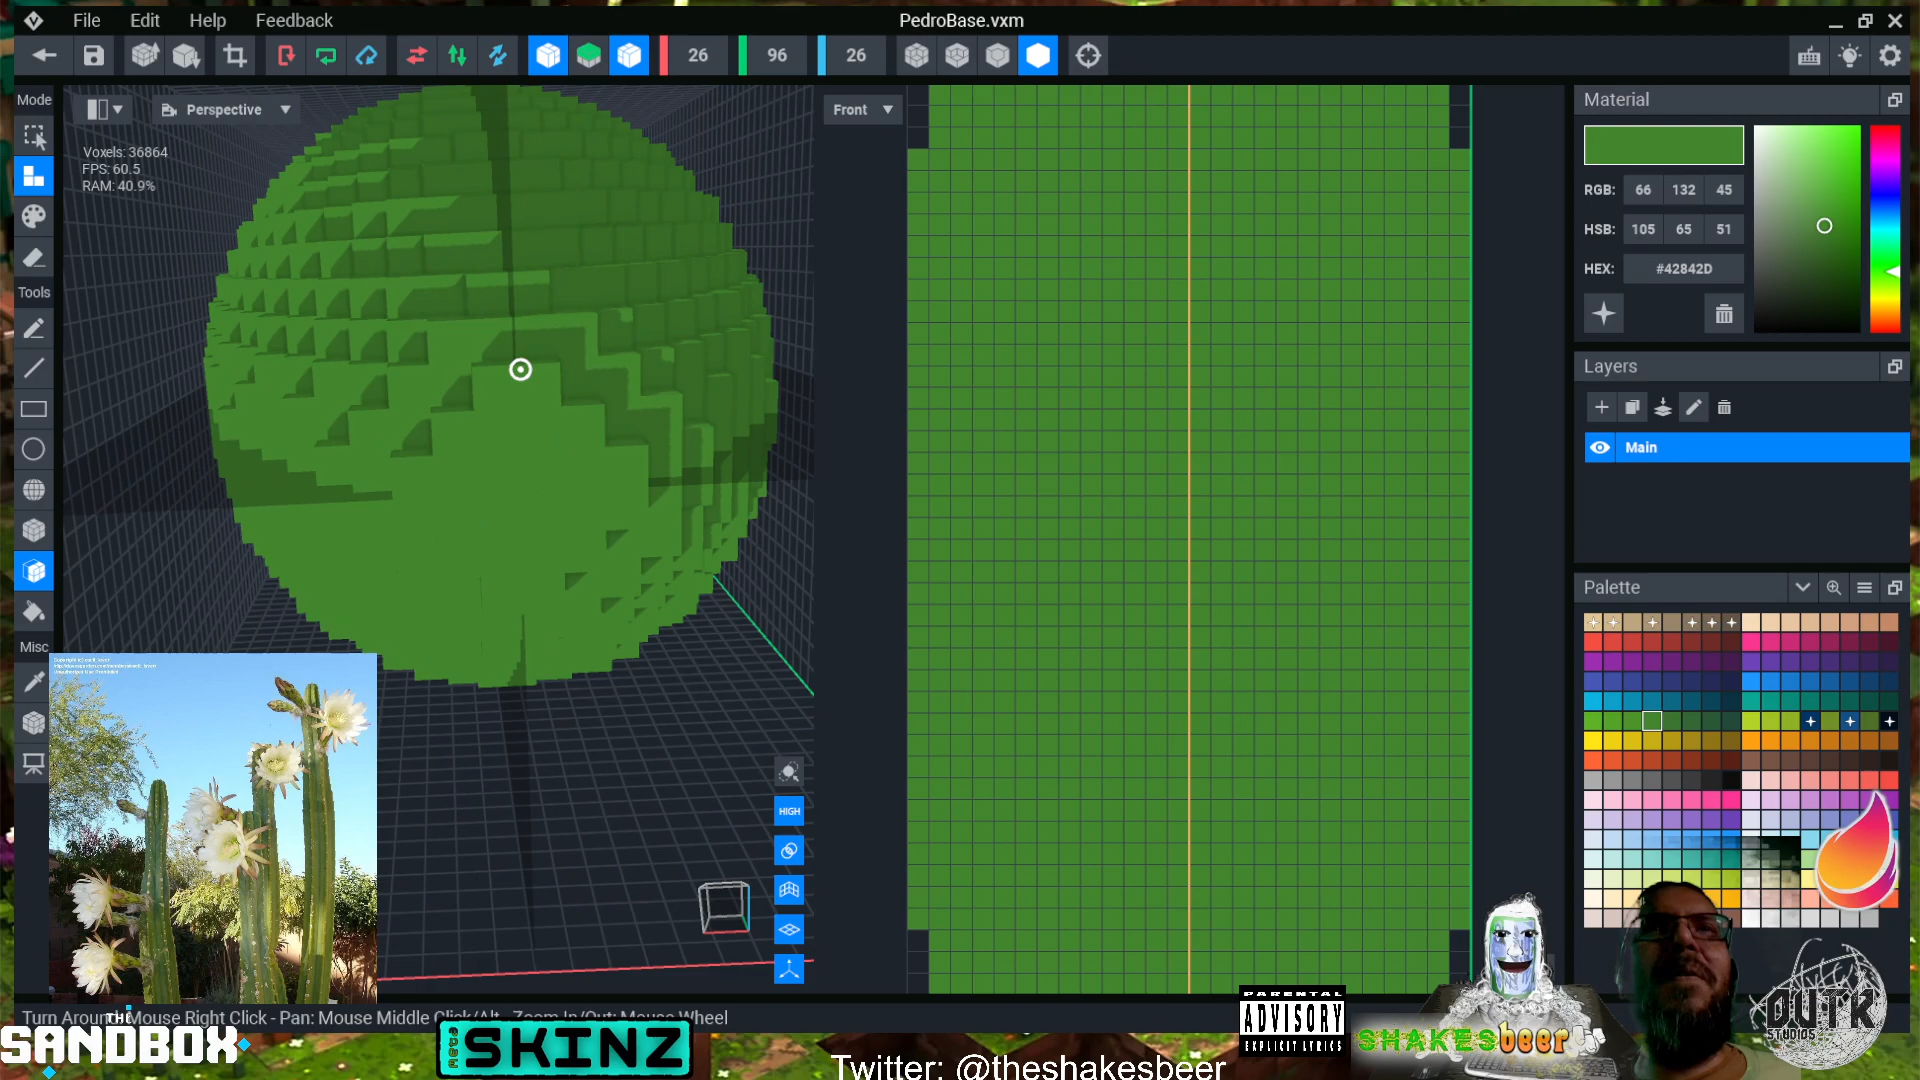 File Edit Help Feedback PedroBase.vxm
26 96 26
Mode
Perspective
Front
Voxels: 36864
FPS: 60.5
RAM: 40.9%
Tools
Misc
HIGH
Material
RGB: 66 132 45
HSB: 105 65 51
HEX: #42842D
Layers
Main
Palette
Turn Around: Mouse Right Click - Pan: Mouse Middle Click/Alt - Zoom In/Out: Mouse Wheel
THE
SANDBOX
SKINZ
PARENTAL
ADVISORY
EXPLICIT LYRICS
SHAKESbeer
DUTK
STUDIOS
Twitter: @theshakesbeer